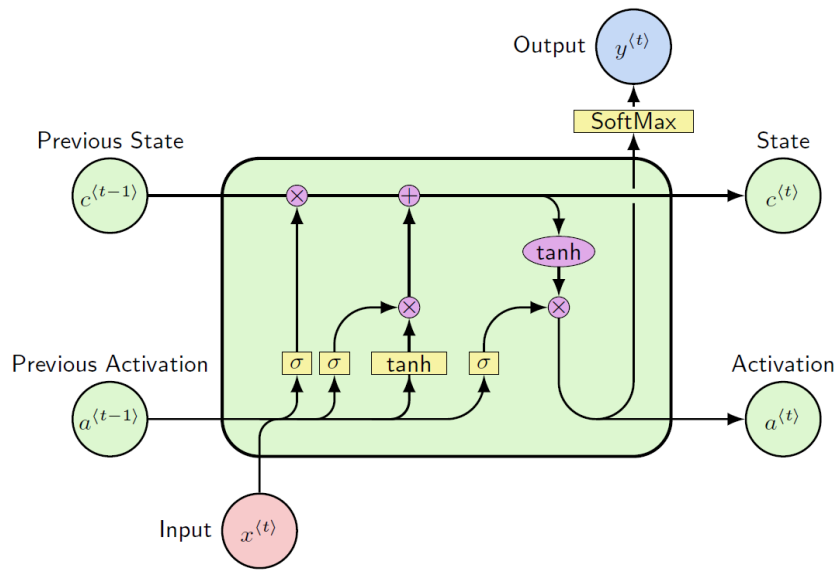 Output
y⟨t⟩
SoftMax
Previous State
State
c⟨t−1⟩
×
+
c⟨t⟩
tanh
×
×
Previous Activation
σ
σ
tanh
σ
Activation
a⟨t−1⟩
a⟨t⟩
Input
x⟨t⟩